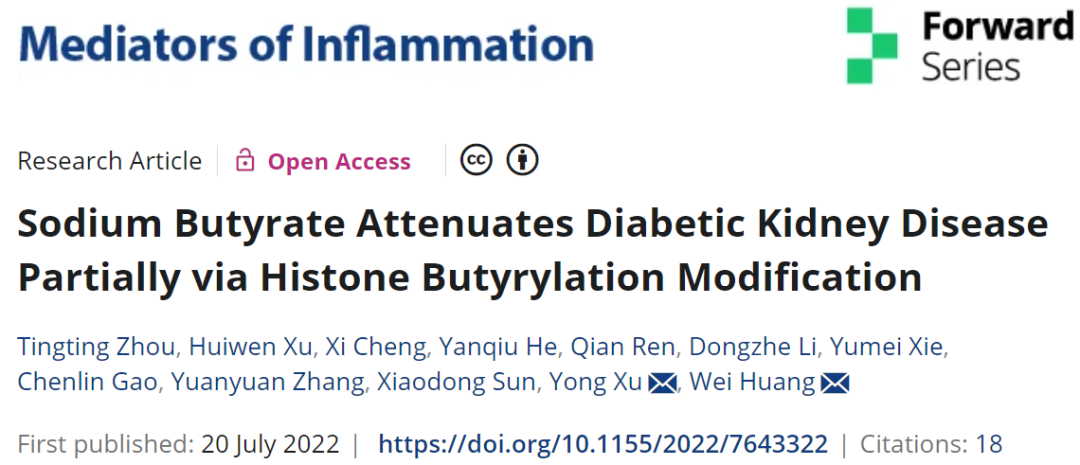 Mediators of Inflammation
Forward
Series
Research Article
Open Access
cc
Sodium Butyrate Attenuates Diabetic Kidney Disease
Partially via Histone Butyrylation Modification
Tingting Zhou, Huiwen Xu, Xi Cheng, Yanqiu He, Qian Ren, Dongzhe Li, Yumei Xie,
Chenlin Gao, Yuanyuan Zhang, Xiaodong Sun, Yong Xu, Wei Huang
First published: 20 July 2022 | https://doi.org/10.1155/2022/7643322 | Citations: 18